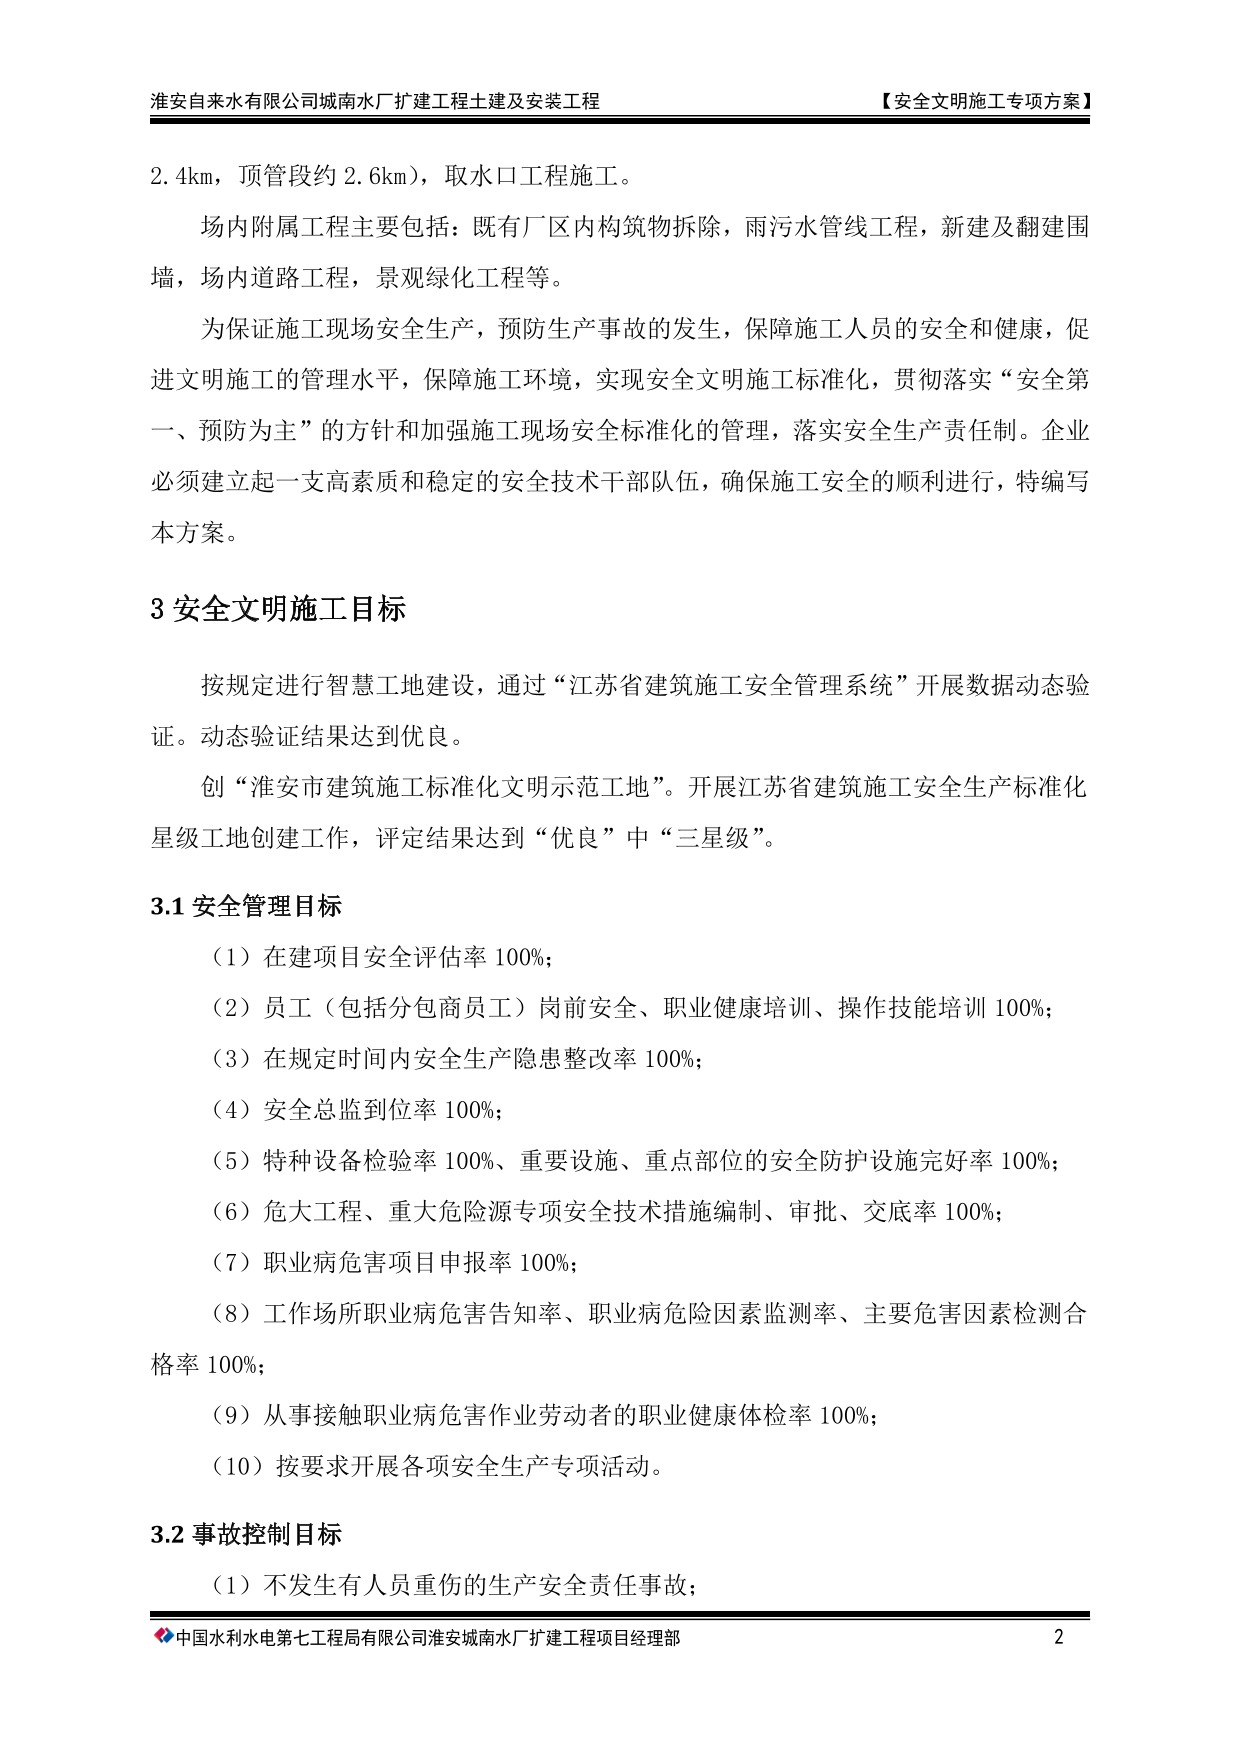 淮安自来水有限公司城南水厂扩建工程土建及安装工程 【安全文明施工专项方案】
2.4km，顶管段约 2.6km），取水口工程施工。
场内附属工程主要包括：既有厂区内构筑物拆除，雨污水管线工程，新建及翻建围
墙，场内道路工程，景观绿化工程等。
为保证施工现场安全生产，预防生产事故的发生，保障施工人员的安全和健康，促
进文明施工的管理水平，保障施工环境，实现安全文明施工标准化，贯彻落实“安全第
一、预防为主”的方针和加强施工现场安全标准化的管理，落实安全生产责任制。企业
必须建立起一支高素质和稳定的安全技术干部队伍，确保施工安全的顺利进行，特编写
本方案。
3 安全文明施工目标
按规定进行智慧工地建设，通过“江苏省建筑施工安全管理系统”开展数据动态验
证。动态验证结果达到优良。
创“淮安市建筑施工标准化文明示范工地”。开展江苏省建筑施工安全生产标准化
星级工地创建工作，评定结果达到“优良”中“三星级”。
3.1 安全管理目标
（1）在建项目安全评估率 100%；
（2）员工（包括分包商员工）岗前安全、职业健康培训、操作技能培训 100%；
（3）在规定时间内安全生产隐患整改率 100%；
（4）安全总监到位率 100%；
（5）特种设备检验率 100%、重要设施、重点部位的安全防护设施完好率 100%；
（6）危大工程、重大危险源专项安全技术措施编制、审批、交底率 100%；
（7）职业病危害项目申报率 100%；
（8）工作场所职业病危害告知率、职业病危险因素监测率、主要危害因素检测合
格率 100%；
（9）从事接触职业病危害作业劳动者的职业健康体检率 100%；
（10）按要求开展各项安全生产专项活动。
3.2 事故控制目标
（1）不发生有人员重伤的生产安全责任事故；
中国水利水电第七工程局有限公司淮安城南水厂扩建工程项目经理部 2